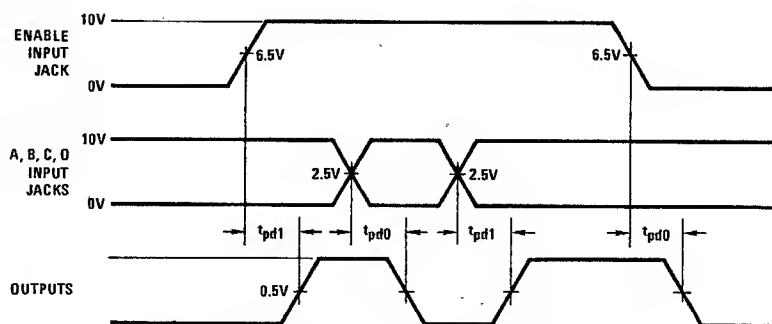 10V
ENABLE
INPUT
JACK
6.5V
6.5V
0V
10V
A, B, C, D
INPUT
JACKS
2.5V
2.5V
0V
tpd1
tpd0
tpd1
tpd0
OUTPUTS
0.5V